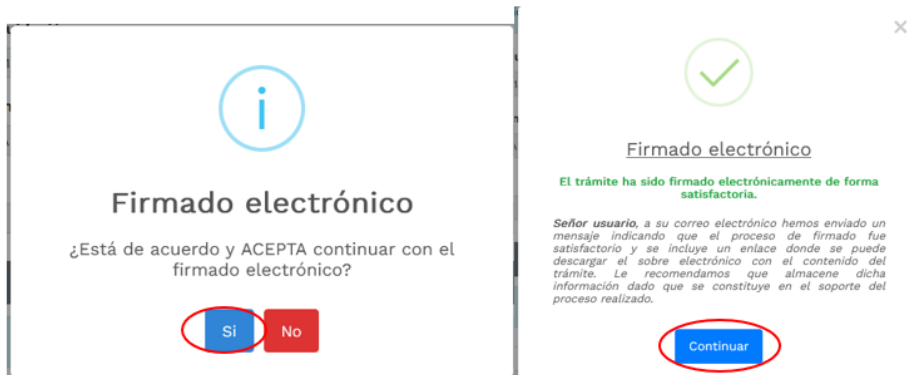 Firmado electrónico
¿Está de acuerdo y ACEPTA continuar con el
firmado electrónico?
Si
No
Firmado electrónico
El trámite ha sido firmado electrónicamente de forma
satisfactoria.
Señor usuario, a su correo electrónico hemos enviado un
mensaje indicando que el proceso de firmado fue
satisfactorio y se incluye un enlace donde se puede
descargar el sobre electrónico con el contenido del
trámite. Le recomendamos que almacene dicha
información dado que se constituye en el soporte del
proceso realizado.
Continuar